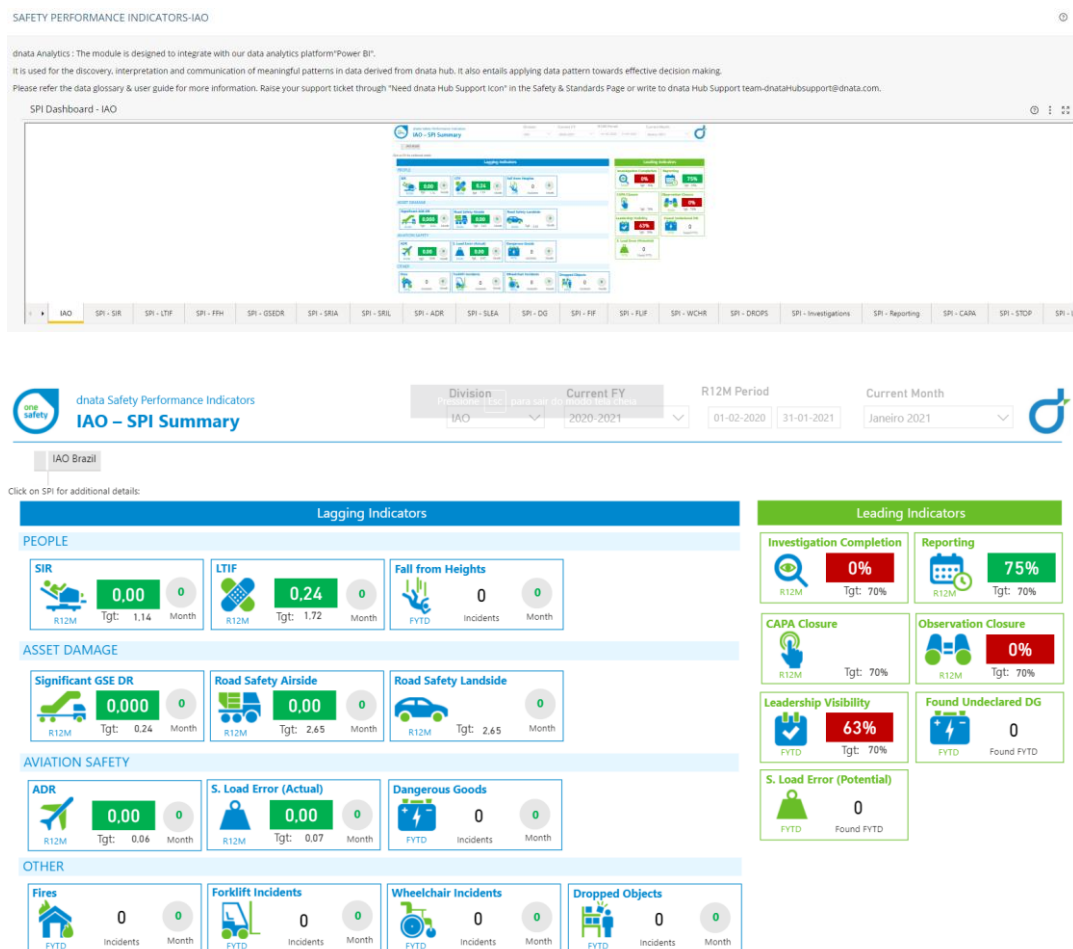 SAFETY PERFORMANCE INDICATORS-IAO
dnata Analytics : The module is designed to integrate with our data analytics platform"Power BI".
It is used for the discovery, interpretation and communication of meaningful patterns in data derived from dnata hub. It also entails applying data pattern towards effective decision making.
Please refer the data glossary & user guide for more information. Raise your support ticket through "Need dnata Hub Support Icon" in the Safety & Standards Page or write to dnata Hub Support team-dnataHubsupport@dnata.com.
SPI Dashboard - IAO
IAO – SPI Summary
Lagging Indicators
Leading Indicators
IAO SPI - SIR SPI - LTIF SPI - FFH SPI - GSEDR SPI - SRIA SPI - SRIL SPI - ADR SPI - SLEA SPI - DG SPI - FIF SPI - FLIF SPI - WCHR SPI - DROPS SPI - Investigations SPI - Reporting SPI - CAPA SPI - STOP
one safety
dnata Safety Performance Indicators
IAO – SPI Summary
Division
IAO
Current FY
2020-2021
Pressione Esc para sair do modo tela cheia
R12M Period
01-02-2020 31-01-2021
Current Month
Janeiro 2021
IAO Brazil
Click on SPI for additional details:
Lagging Indicators
PEOPLE
SIR
0,00 0
R12M Tgt: 1,14 Month
LTIF
0,24 0
R12M Tgt: 1,72 Month
Fall from Heights
0 0
FYTD Incidents Month
ASSET DAMAGE
Significant GSE DR
0,000 0
R12M Tgt: 0,24 Month
Road Safety Airside
0,00 0
R12M Tgt: 2,65 Month
Road Safety Landside
0
R12M Tgt: 2,65 Month
AVIATION SAFETY
ADR
0,00 0
R12M Tgt: 0,06 Month
S. Load Error (Actual)
0,00 0
R12M Tgt: 0,07 Month
Dangerous Goods
0 0
FYTD Incidents Month
OTHER
Fires
0 0
FYTD Incidents Month
Forklift Incidents
0 0
FYTD Incidents Month
Wheelchair Incidents
0 0
FYTD Incidents Month
Dropped Objects
0 0
FYTD Incidents Month
Leading Indicators
Investigation Completion
0%
R12M Tgt: 70%
Reporting
75%
R12M Tgt: 70%
CAPA Closure
R12M Tgt: 70%
Observation Closure
0%
R12M Tgt: 70%
Leadership Visibility
63%
FYTD Tgt: 70%
Found Undeclared DG
0
FYTD Found FYTD
S. Load Error (Potential)
0
FYTD Found FYTD